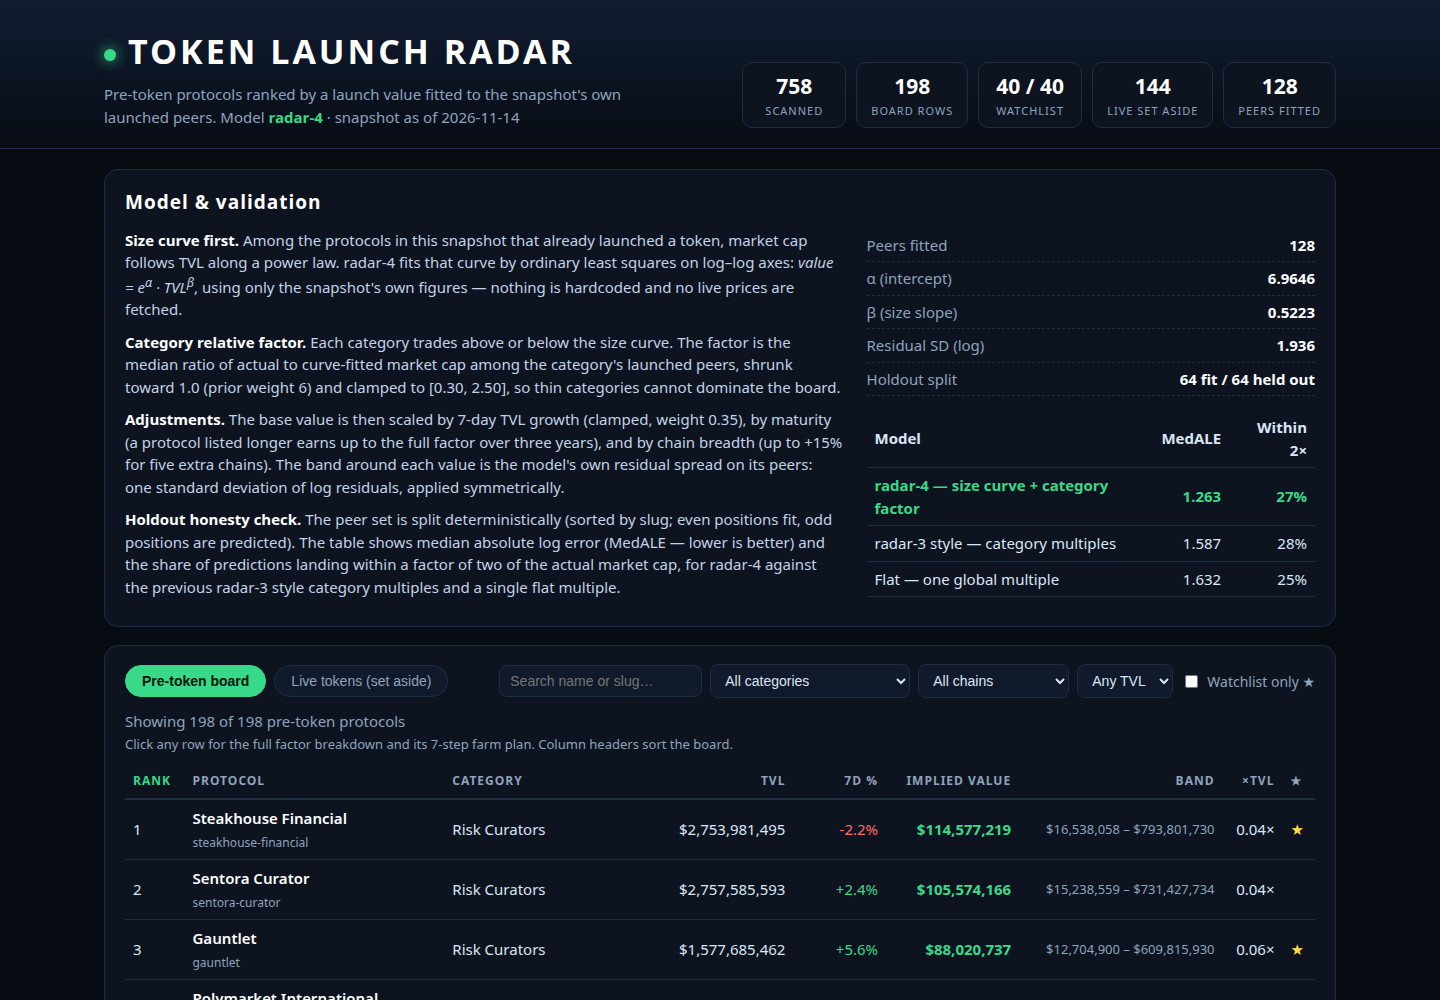 TOKEN LAUNCH RADAR
Pre-token protocols ranked by a launch value fitted to the snapshot's own
launched peers. Model radar-4 · snapshot as of 2026-11-14
758
SCANNED
198
BOARD ROWS
40 / 40
WATCHLIST
144
LIVE SET ASIDE
128
PEERS FITTED
Model & validation
Size curve first. Among the protocols in this snapshot that already launched a token, market cap
follows TVL along a power law. radar-4 fits that curve by ordinary least squares on log–log axes: value
= e^α · TVL^β, using only the snapshot's own figures — nothing is hardcoded and no live prices are
fetched.
Category relative factor. Each category trades above or below the size curve. The factor is the
median ratio of actual to curve-fitted market cap among the category's launched peers, shrunk
toward 1.0 (prior weight 6) and clamped to [0.30, 2.50], so thin categories cannot dominate the board.
Adjustments. The base value is then scaled by 7-day TVL growth (clamped, weight 0.35), by maturity
(a protocol listed longer earns up to the full factor over three years), and by chain breadth (up to +15%
for five extra chains). The band around each value is the model's own residual spread on its peers:
one standard deviation of log residuals, applied symmetrically.
Holdout honesty check. The peer set is split deterministically (sorted by slug; even positions fit, odd
positions are predicted). The table shows median absolute log error (MedALE — lower is better) and
the share of predictions landing within a factor of two of the actual market cap, for radar-4 against
the previous radar-3 style category multiples and a single flat multiple.
Peers fitted 128
α (intercept) 6.9646
β (size slope) 0.5223
Residual SD (log) 1.936
Holdout split 64 fit / 64 held out
Model MedALE Within 2×
radar-4 — size curve + category
factor 1.263 27%
radar-3 style — category multiples 1.587 28%
Flat — one global multiple 1.632 25%
Pre-token board Live tokens (set aside) Search name or slug… All categories All chains Any TVL Watchlist only ★
Showing 198 of 198 pre-token protocols
Click any row for the full factor breakdown and its 7-step farm plan. Column headers sort the board.
RANK PROTOCOL CATEGORY TVL 7D % IMPLIED VALUE BAND ×TVL ★
1 Steakhouse Financial Risk Curators $2,753,981,495 -2.2% $114,577,219 $16,538,058 – $793,801,730 0.04× ★
steakhouse-financial
2 Sentora Curator Risk Curators $2,757,585,593 +2.4% $105,574,166 $15,238,559 – $731,427,734 0.04×
sentora-curator
3 Gauntlet Risk Curators $1,577,685,462 +5.6% $88,020,737 $12,704,900 – $609,815,930 0.06× ★
gauntlet
Polymarket International